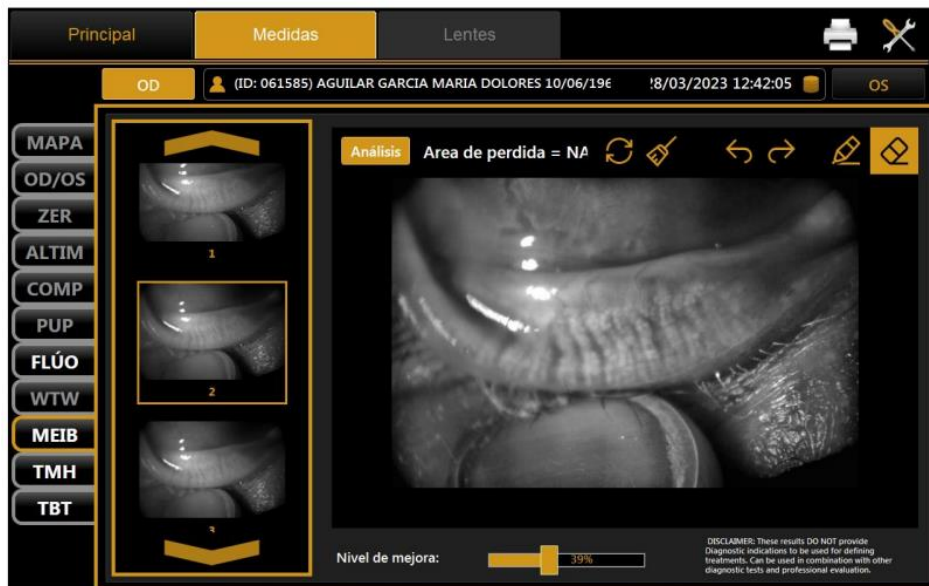 Principal Medidas Lentes
OD (ID: 061585) AGUILAR GARCIA MARIA DOLORES 10/06/196 !8/03/2023 12:42:05 OS
MAPA
OD/OS
ZER
ALTIM
COMP
PUP
FLÚO
WTW
MEIB
TMH
TBT
1
2
3
Análisis Area de perdida = NA
Nivel de mejora: 39%
DISCLAIMER: These results DO NOT provide
Diagnostic indications to be used for defining
treatments. Can be used in combination with other
diagnostic tests and professional evaluation.